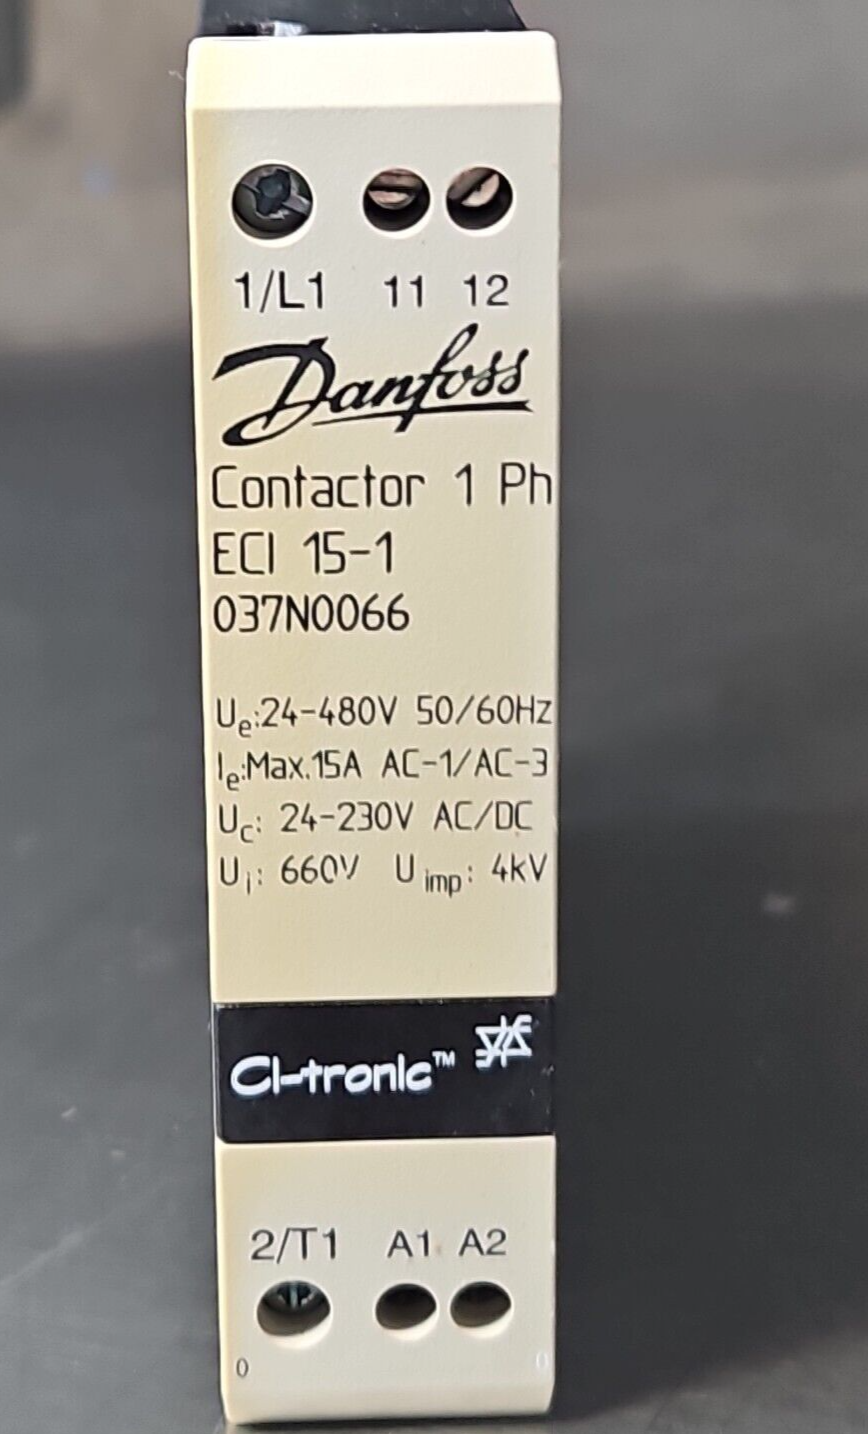 1/L1 11 12
Danfoss
Contactor 1 Ph
ECI 15-1
037N0066
Ue:24-480V 50/60Hz
Ie:Max.15A AC-1/AC-3
Uc: 24-230V AC/DC
Ui: 660V Uimp: 4kV
CI-tronic™
2/T1 A1 A2
0 0